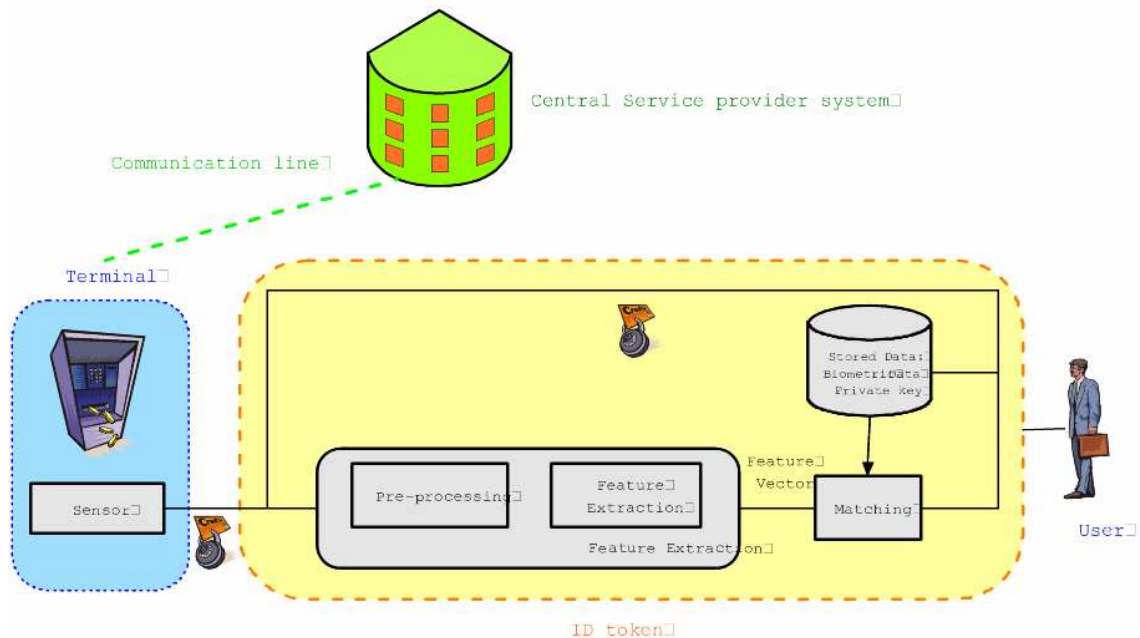 Central Service provider system
Communication line
Terminal
Stored Data:
Biometric Data
Private Key
Feature
Vector
Pre-processing
Feature
Extraction
Sensor
Matching
Feature Extraction
User
ID token